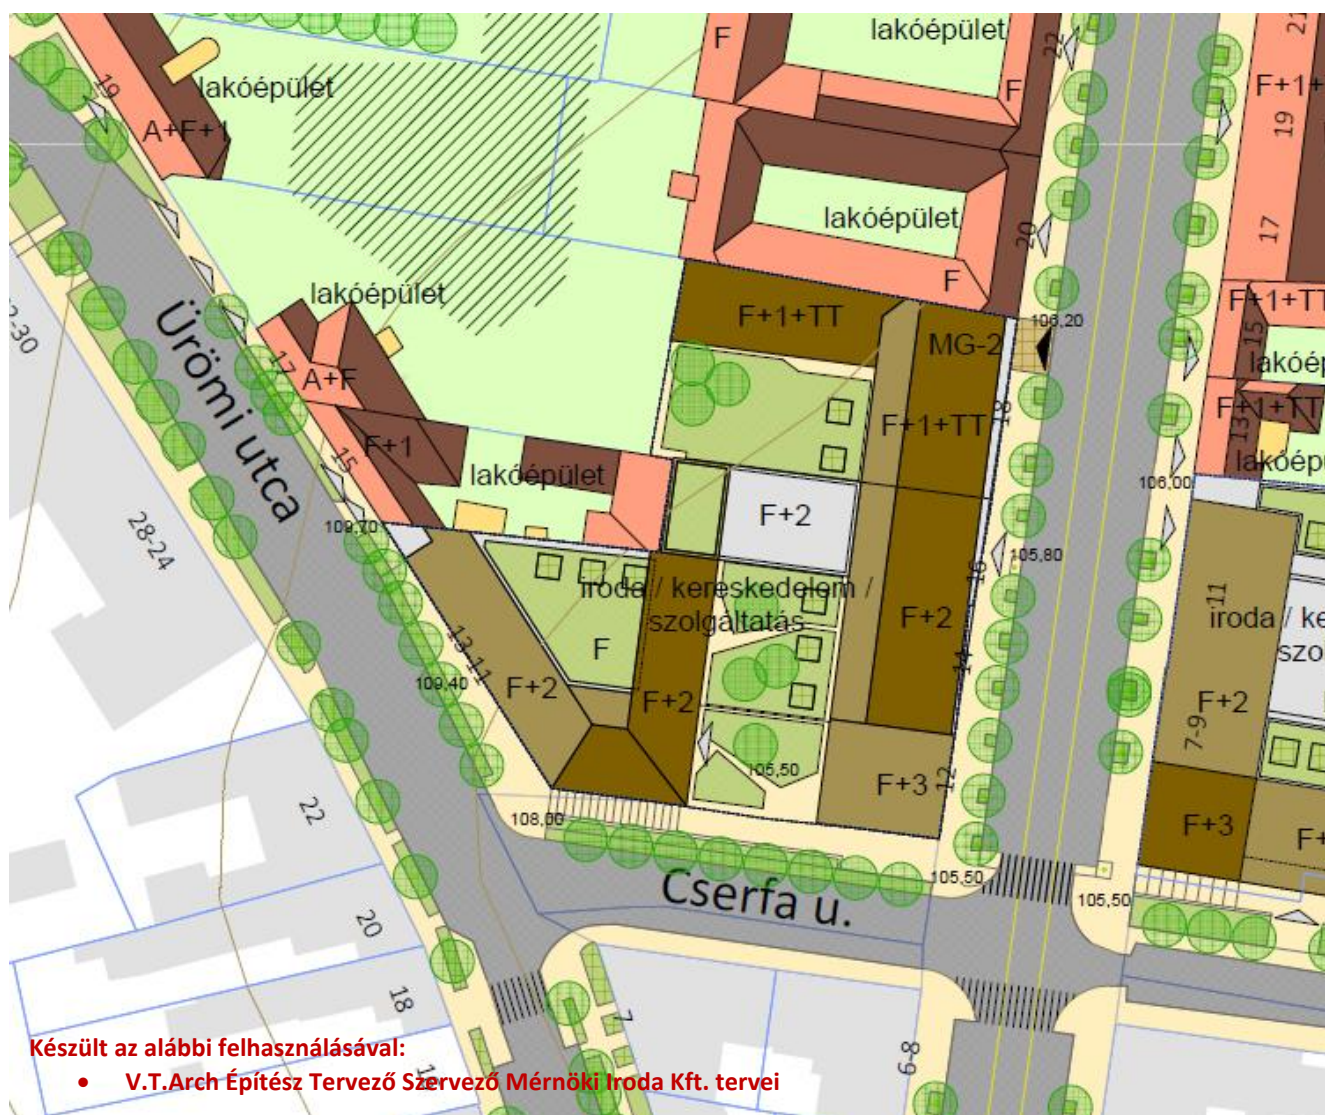 lakóépület
F
22
21
lakóépület
19
F
F+1+
19
A+F+1
lakóépület
20
17
lakóépület
F
F+1+TT
106,20
F+1+TT
MG-2
15
lakóép
Ürömi utca
17
A+F
F+1+TT
13
18
F+1+TT
F+1
15
lakóépület
lakóép
106,00
F+2
109,70
28-24
105,80
16
iroda / kereskedelem /
szolgáltatás
11
iroda / ke
szo
F+2
F
14
13-11
109,40
F+2
F+2
F+2
7-9
105,50
F+3
12
22
108,00
F+3
F+
Cserfa u.
105,50
105,50
20
18
7
6-8
Készült az alábbi felhasználásával:
• V.T.Arch Építész Tervező Szervező Mérnöki Iroda Kft. tervei